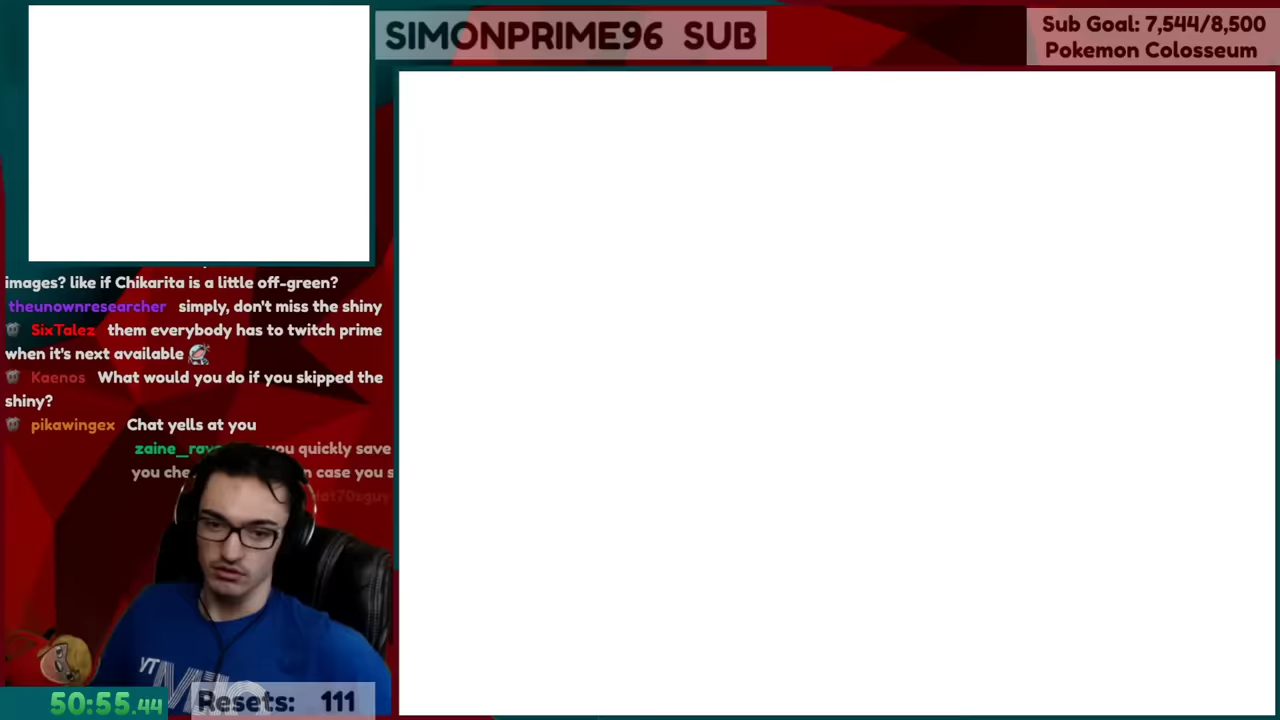 SIMONPRIME96 SUB
Sub Goal: 7,544/8,500
Pokemon Colosseum
images? like if Chikarita is a little off-green?
theunownresearcher simply, don't miss the shiny
SixTalez them everybody has to twitch prime
when it's next available
Kaenos What would you do if you skipped the
shiny?
pikawingex Chat yells at you
you quickly save
in case you s
dat70sguy
YT
50:55.44
Resets: 111